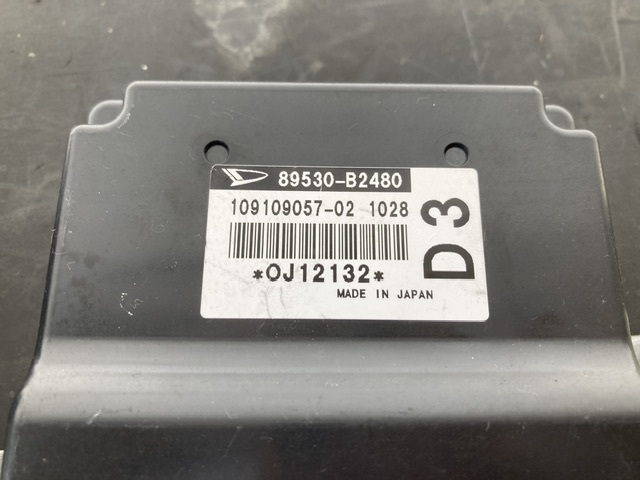 89530-B2480
109109057-02 1028
*OJ12132*
MADE IN JAPAN
D3